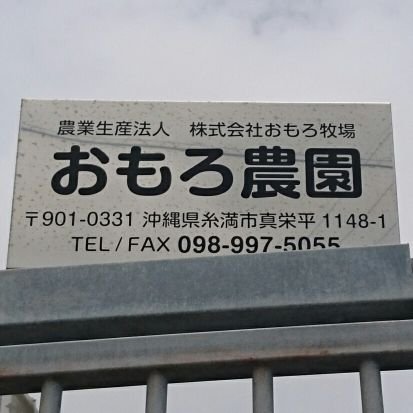 農業生産法人　株式会社おもろ牧場
おもろ農園
〒901-0331 沖縄県糸満市真栄平 1148-1
TEL / FAX 098-997-5055